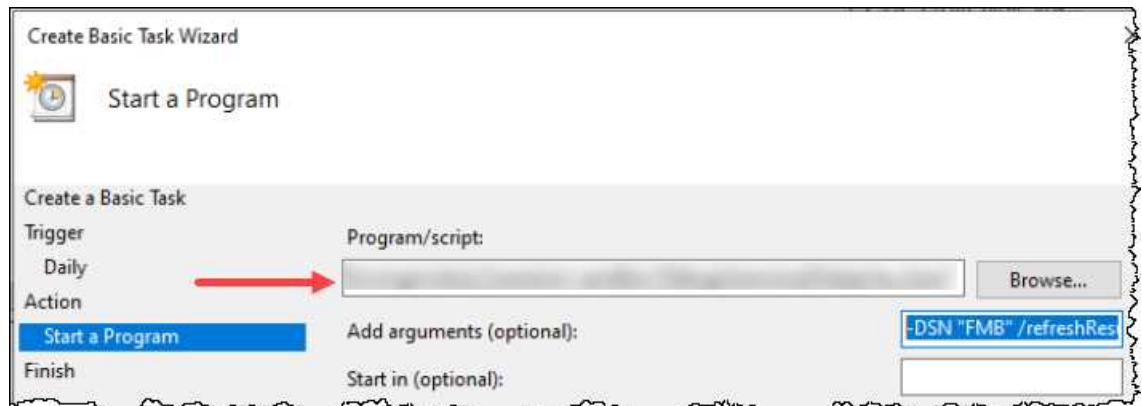 Create Basic Task Wizard
Start a Program
Create a Basic Task
Trigger
Program/script:
Daily
Browse...
Action
Start a Program
Add arguments (optional):
-DSN "FMB" /refreshRes
Finish
Start in (optional):